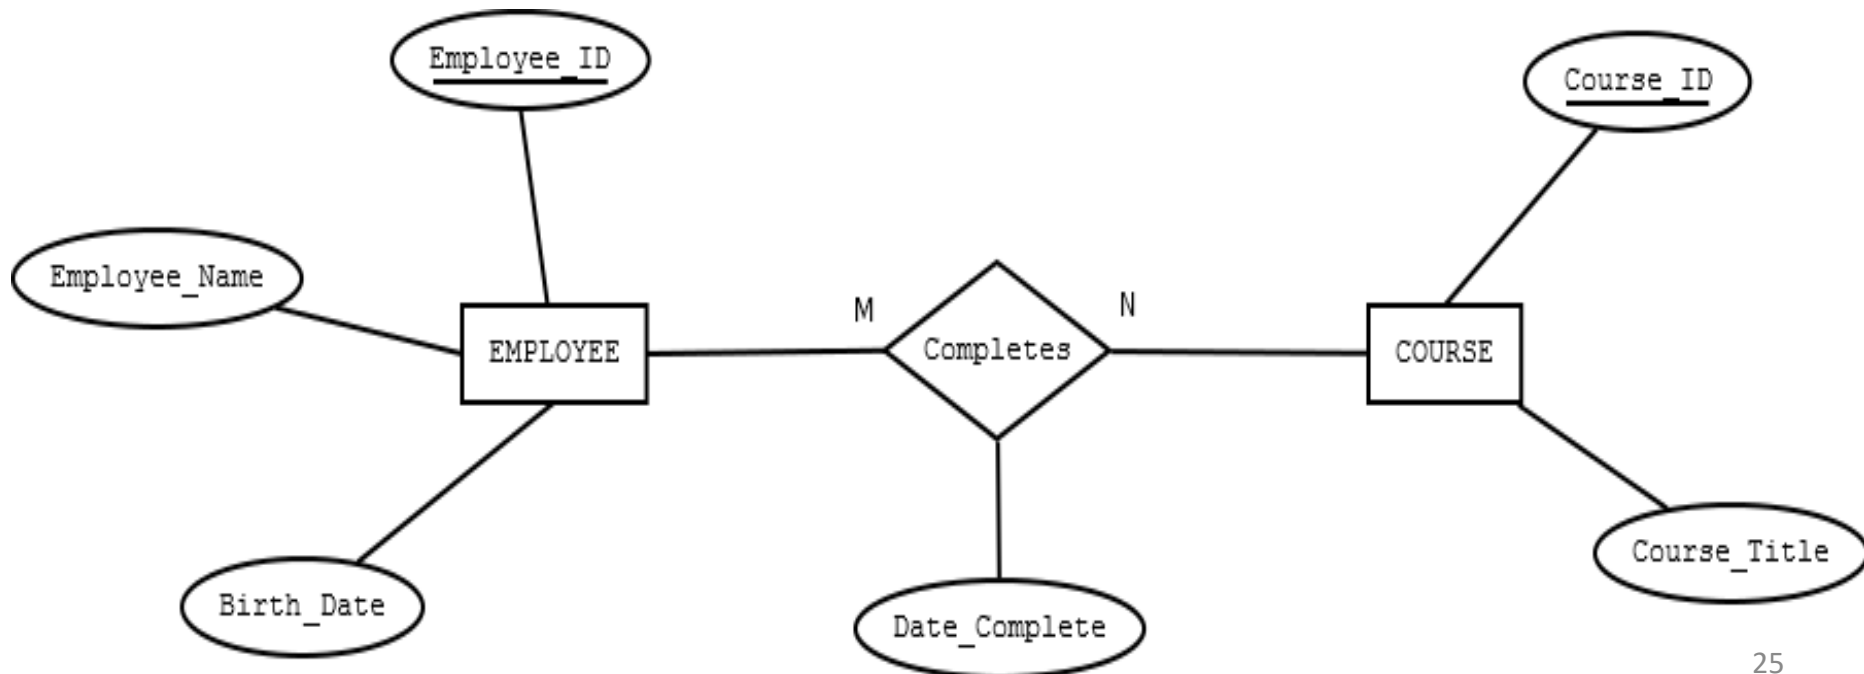 Employee_ID
Course_ID
Employee_Name
M
N
EMPLOYEE
Completes
COURSE
Course_Title
Birth_Date
Date_Complete
25